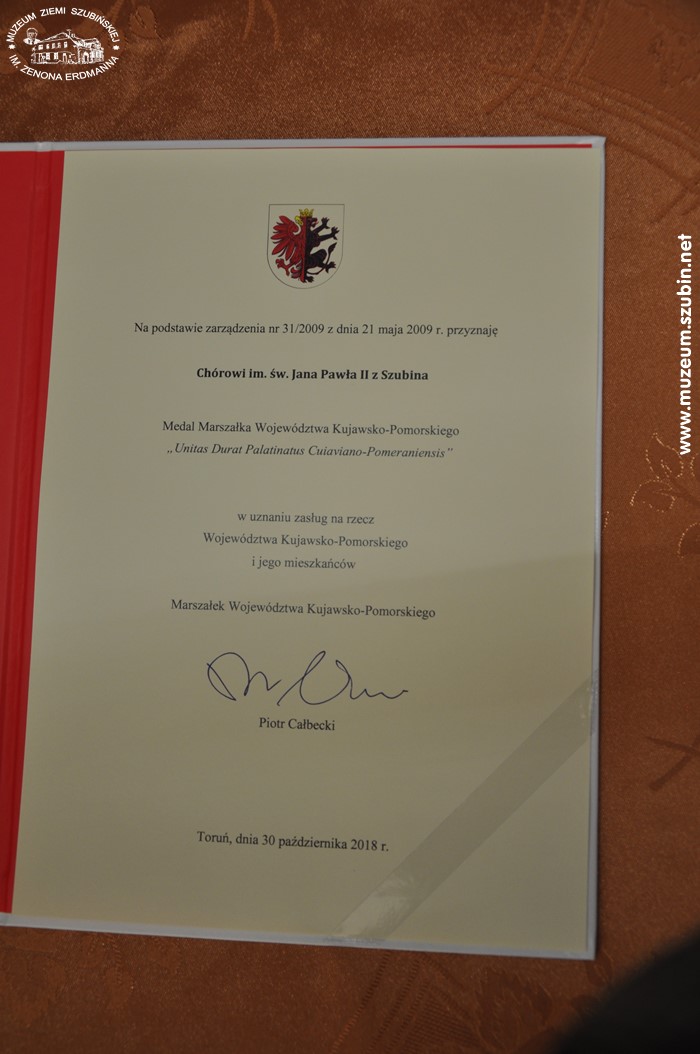 MUZEUM ZIEMI SZUBIŃSKIEJ
* IM. ZENONA ERDMANNA *
www.muzeum.szubin.net
Na podstawie zarządzenia nr 31/2009 z dnia 21 maja 2009 r. przyznaję
Chórowi im. św. Jana Pawła II z Szubina
Medal Marszałka Województwa Kujawsko-Pomorskiego
„Unitas Durat Palatinatus Cuiaviano-Pomeraniensis”
w uznaniu zasług na rzecz
Województwa Kujawsko-Pomorskiego
i jego mieszkańców
Marszałek Województwa Kujawsko-Pomorskiego
Piotr Całbecki
Toruń, dnia 30 października 2018 r.